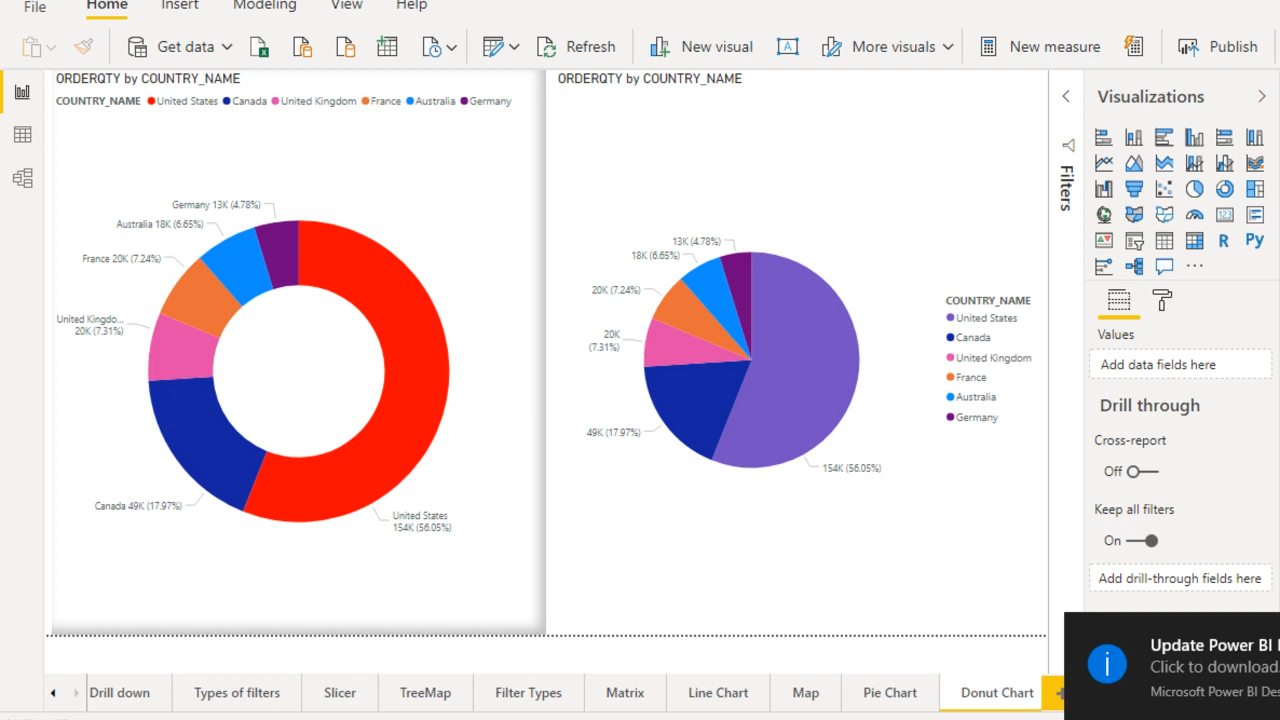 File Home Insert Modeling View Help
Get data Refresh New visual A More visuals New measure Publish
ORDERQTY by COUNTRY_NAME
COUNTRY_NAME United States Canada United Kingdom France Australia Germany
Germany 13K (4.78%)
Australia 18K (6.65%)
France 20K (7.24%)
United Kingdo...
20K (7.31%)
Canada 49K (17.97%)
United States
154K (56.05%)
ORDERQTY by COUNTRY_NAME
13K (4.78%)
18K (6.65%)
20K (7.24%)
20K
(7.31%)
49K (17.97%)
154K (56.05%)
COUNTRY_NAME
United States
Canada
United Kingdom
France
Australia
Germany
Filters
Visualizations
123
R Py
...
Values
Add data fields here
Drill through
Cross-report
Off
Keep all filters
On
Add drill-through fields here
Update Power BI
Click to download
Microsoft Power BI Des
Drill down Types of filters Slicer TreeMap Filter Types Matrix Line Chart Map Pie Chart Donut Chart